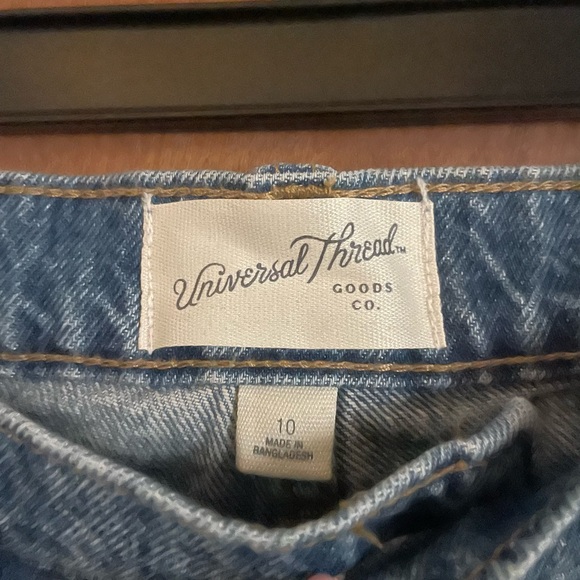 Universal Thread™
GOODS
CO.
10
MADE IN
BANGLADESH